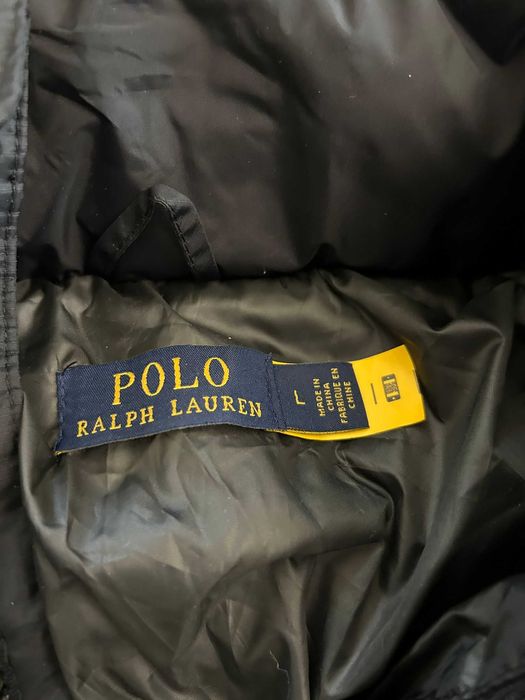 POLO
RALPH LAUREN
L
MADE IN
CHINA
FABRIQUÉ EN
CHINE